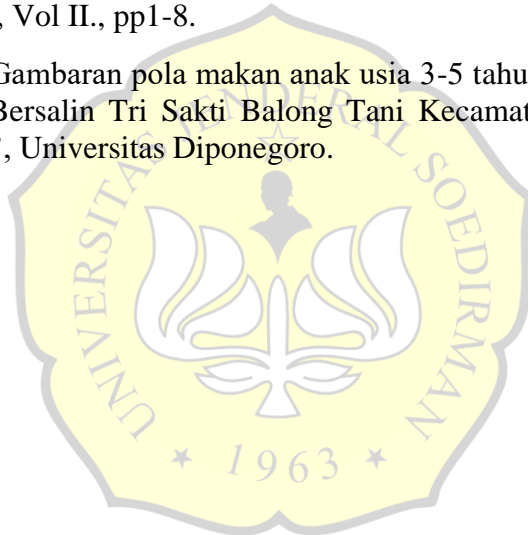 , Vol II., pp1-8.
Gambaran pola makan anak usia 3-5 tahu
Bersalin Tri Sakti Balong Tani Kecamat
, Universitas Diponegoro.
UNIVERSITAS JENDERAL SOEDIRMAN
* 1963 *